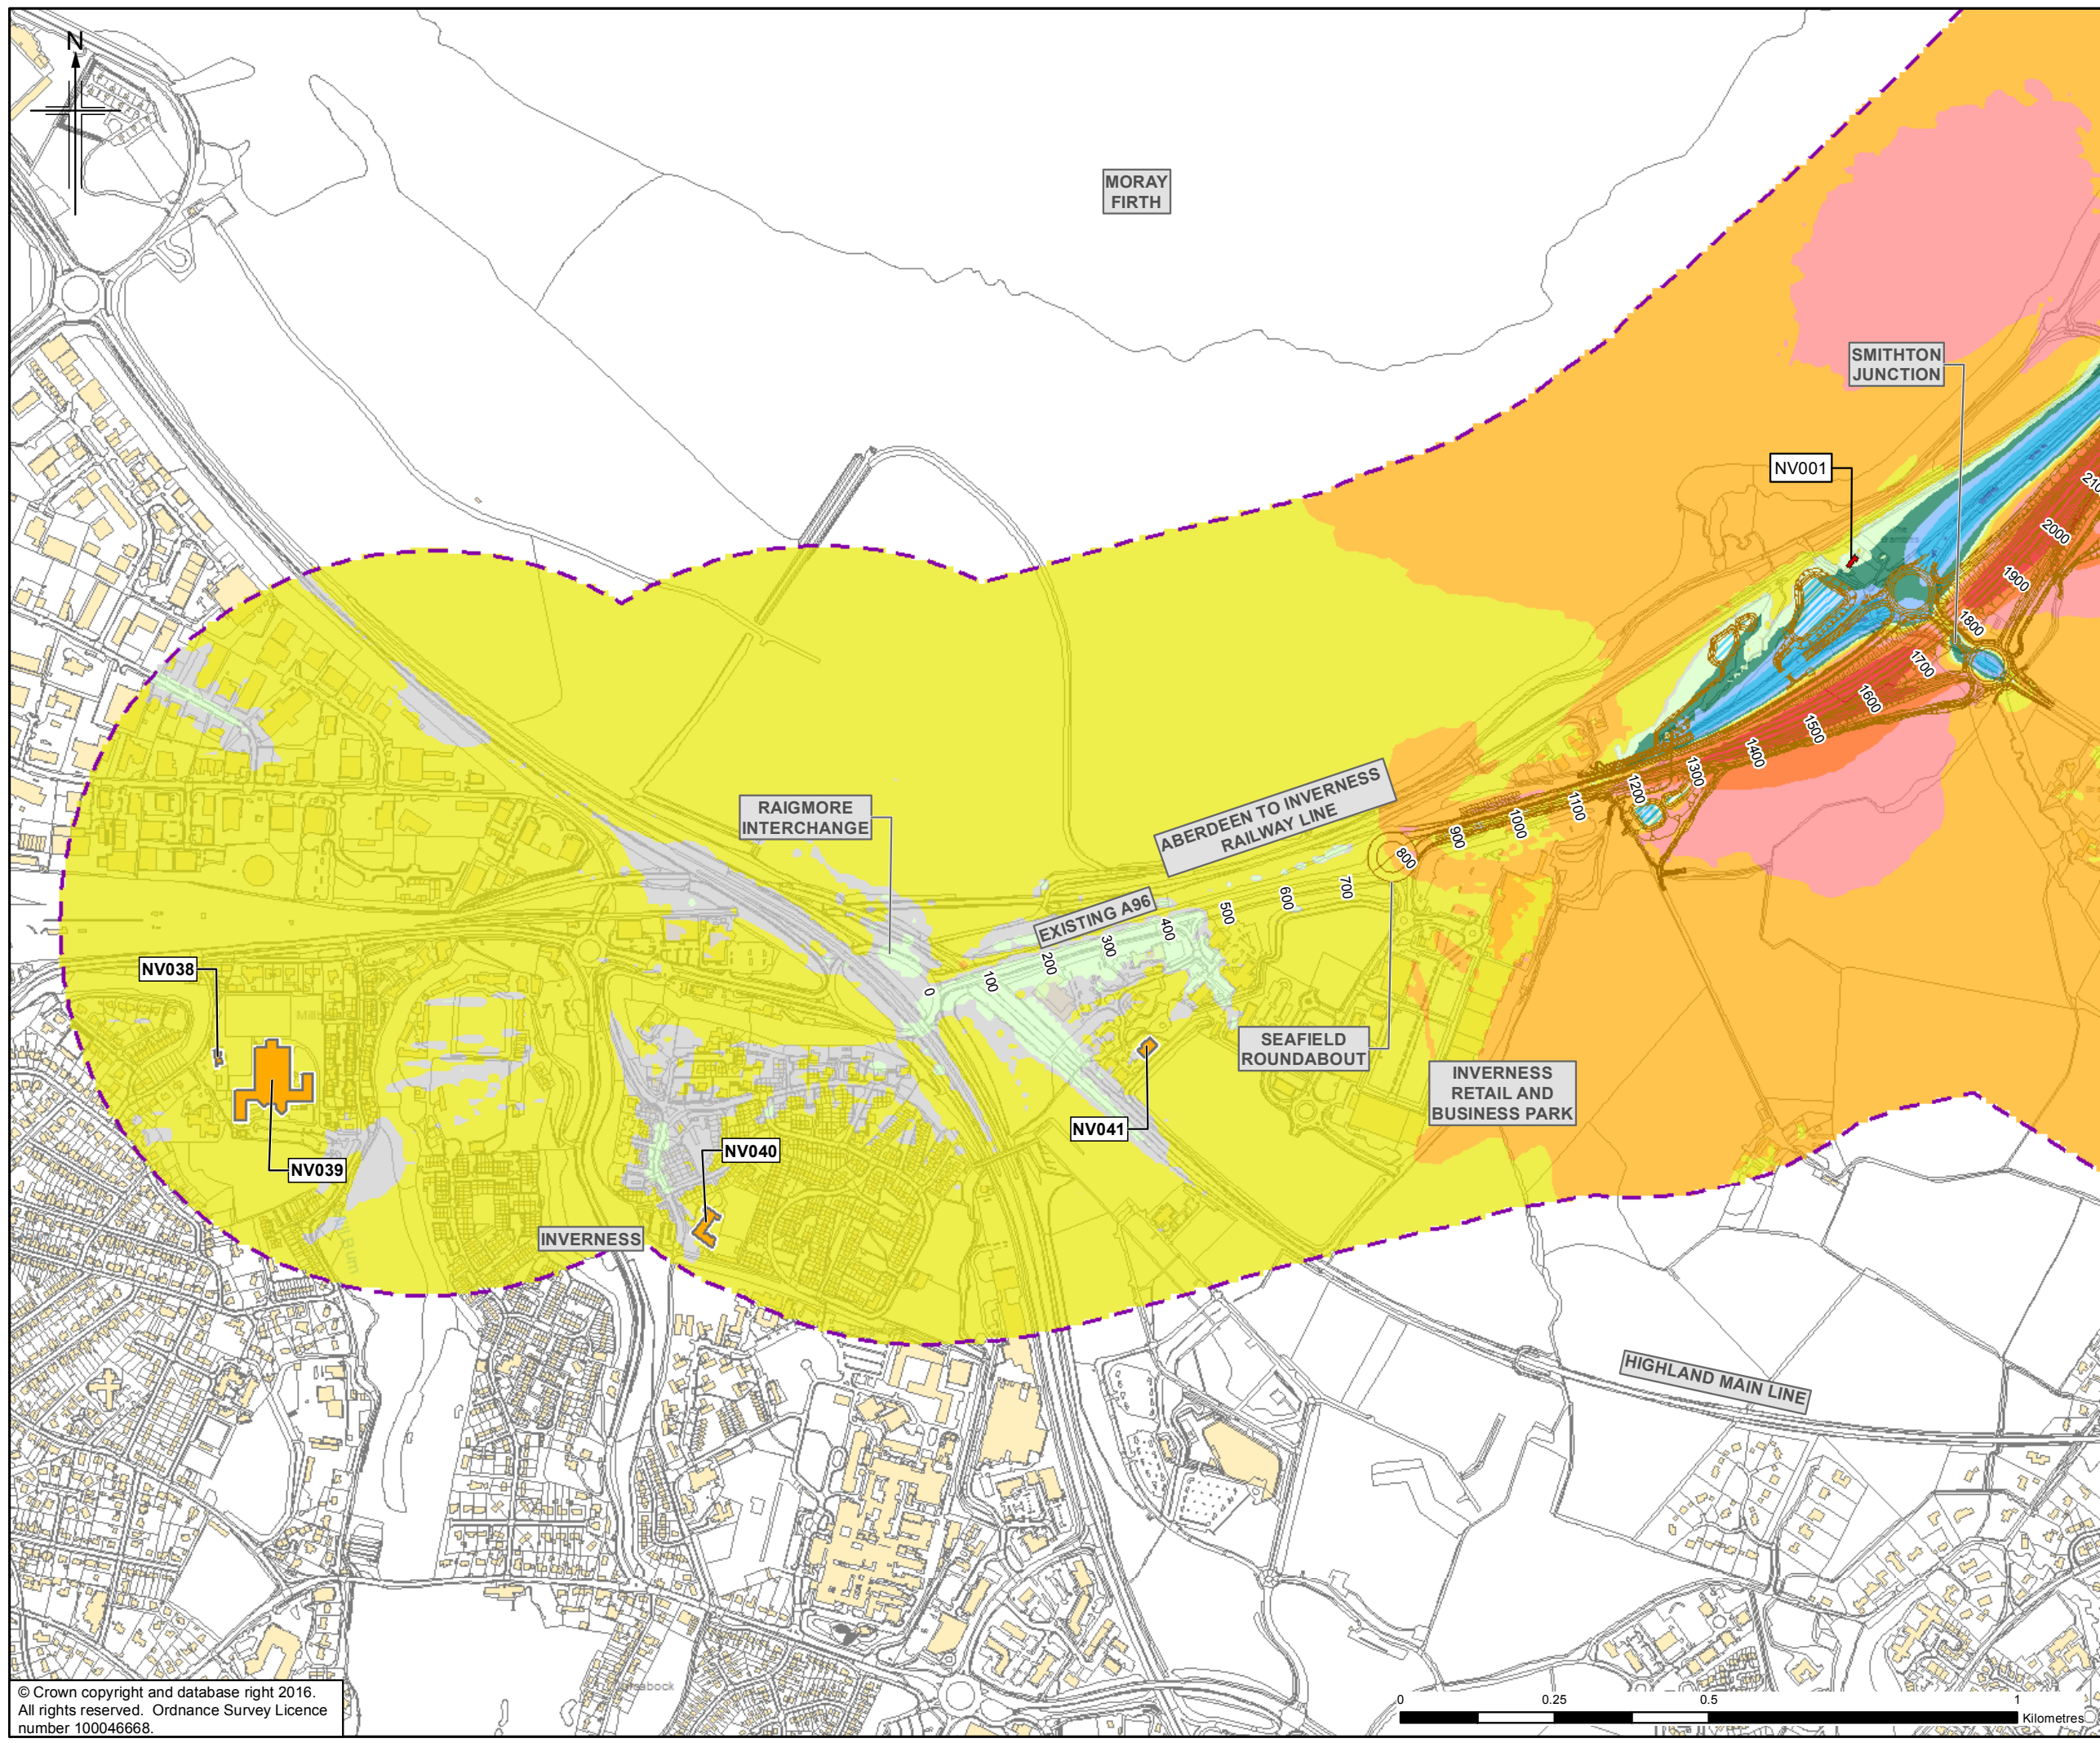 N
MORAY
FIRTH
SMITHTON
JUNCTION
NV001
2000
1900
1800
1700
1600
1500
1400
1300
1200
1100
1000
900
800
700
600
500
400
300
200
100
0
RAIGMORE
INTERCHANGE
ABERDEEN TO INVERNESS
RAILWAY LINE
EXISTING A96
NV038
NV039
NV040
NV041
SEAFIELD
ROUNDABOUT
INVERNESS
RETAIL AND
BUSINESS PARK
INVERNESS
Burn
HIGHLAND MAIN LINE
© Crown copyright and database right 2016.
All rights reserved. Ordnance Survey Licence
number 100046668.
0 0.25 0.5 1
Kilometres